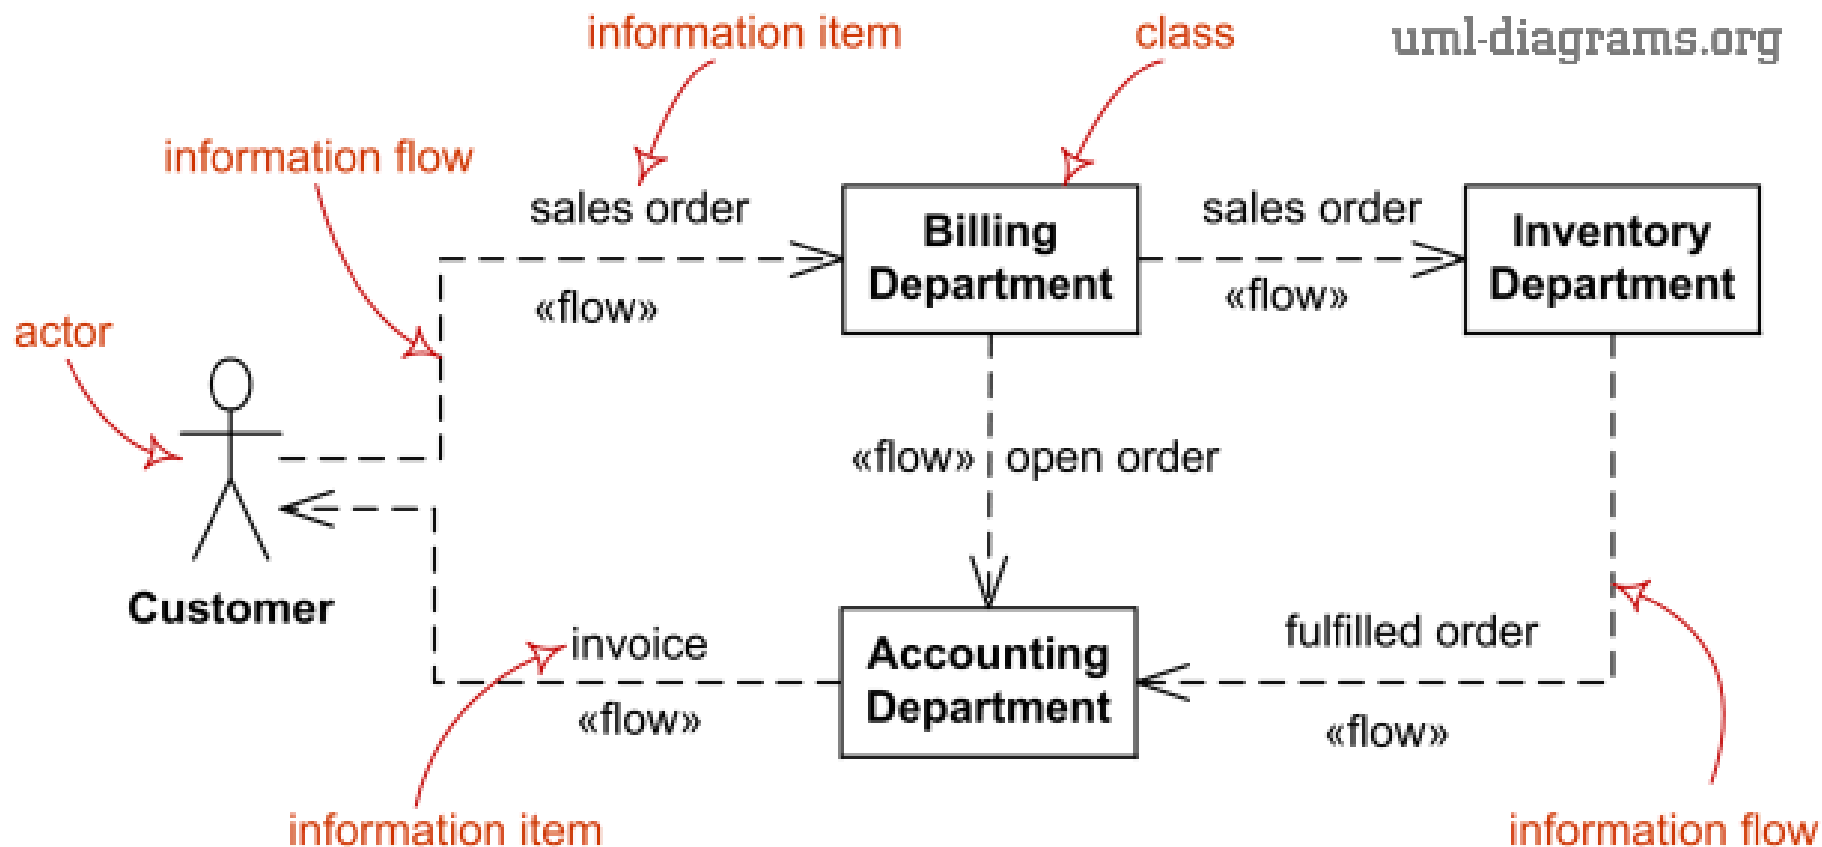 information item
class
uml-diagrams.org
information flow
sales order
Billing
Department
sales order
Inventory
Department
«flow»
«flow»
actor
«flow»
open order
Customer
invoice
Accounting
Department
fulfilled order
«flow»
«flow»
information item
information flow